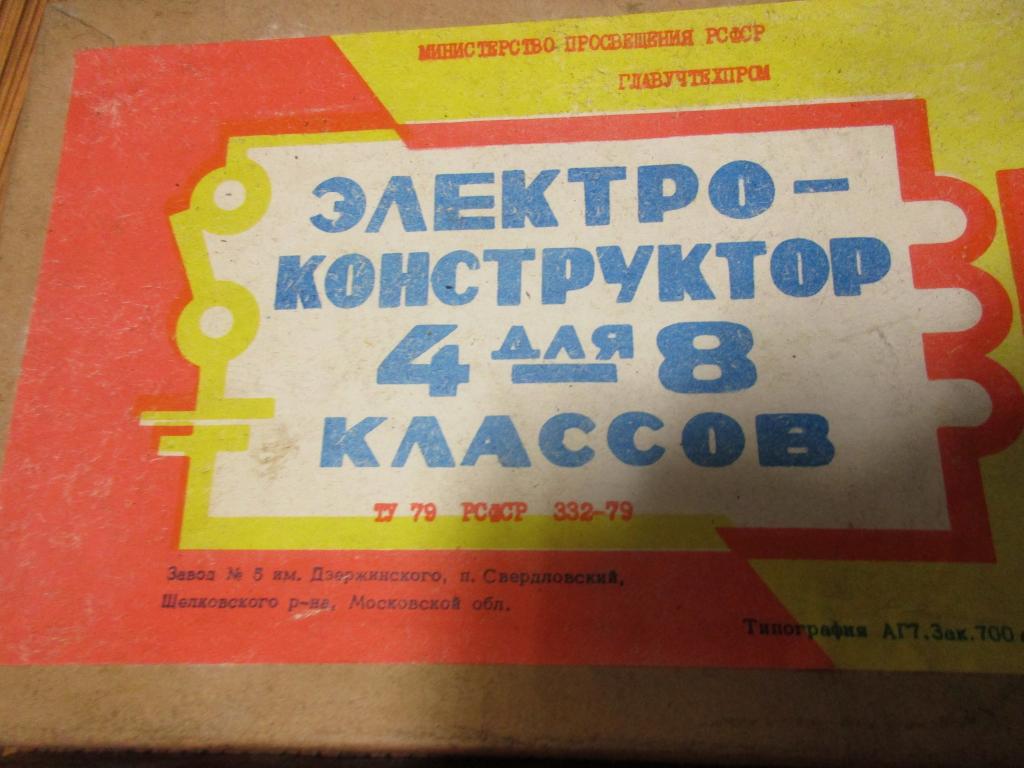 МИНИСТЕРСТВО ПРОСВЕЩЕНИЯ РСФСР
ГЛАВУЧТЕХПРОМ
ЭЛЕКТРО-
КОНСТРУКТОР
4 ДЛЯ 8
КЛАССОВ
ТУ 79 РСФСР 332-79
Завод № 5 им. Дзержинского, п. Свердловский,
Щелковского р-на, Московской обл.
Типография АГ7.Зак.700